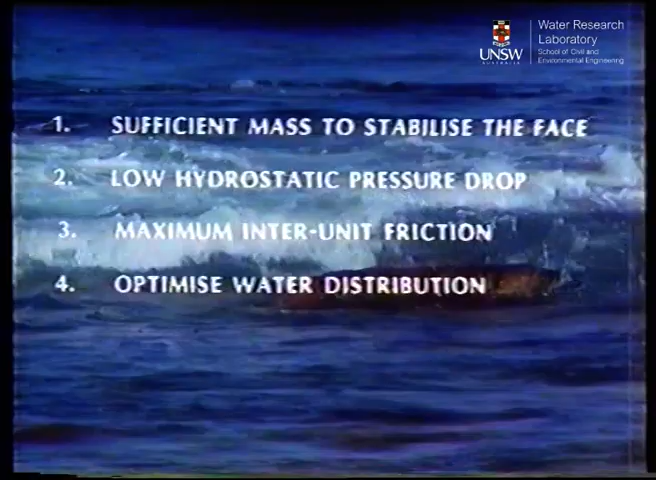 UNSW
AUSTRALIA
Water Research
Laboratory
School of Civil and
Environmental Engineering
1. SUFFICIENT MASS TO STABILISE THE FACE
2. LOW HYDROSTATIC PRESSURE DROP
3. MAXIMUM INTER-UNIT FRICTION
4. OPTIMISE WATER DISTRIBUTION